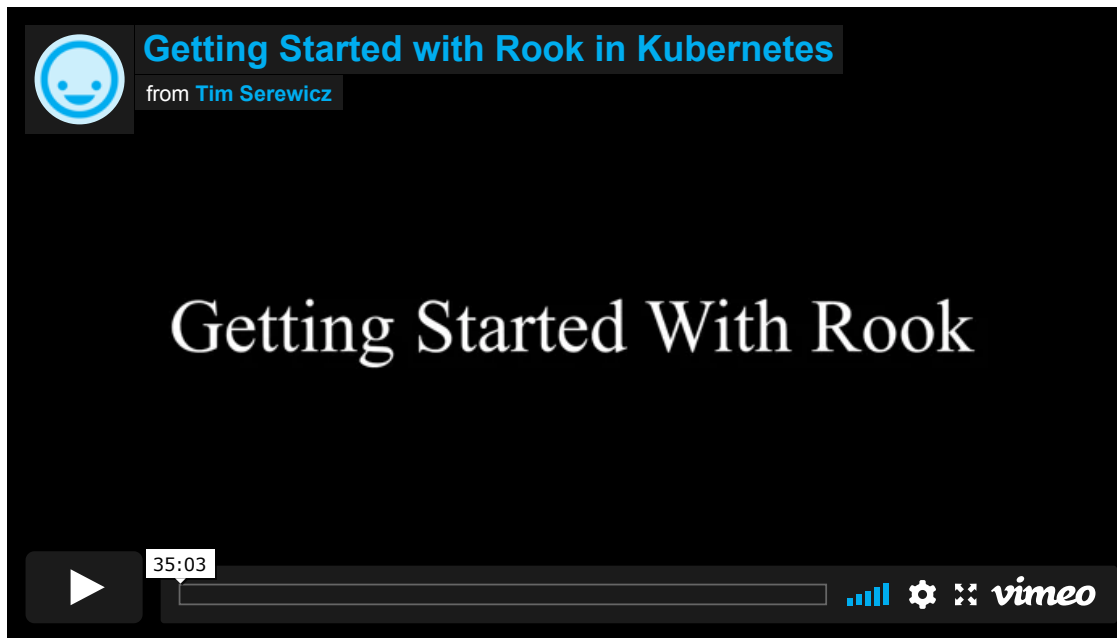 Getting Started with Rook in Kubernetes
from Tim Serewicz
Getting Started With Rook
35:03
vimeo